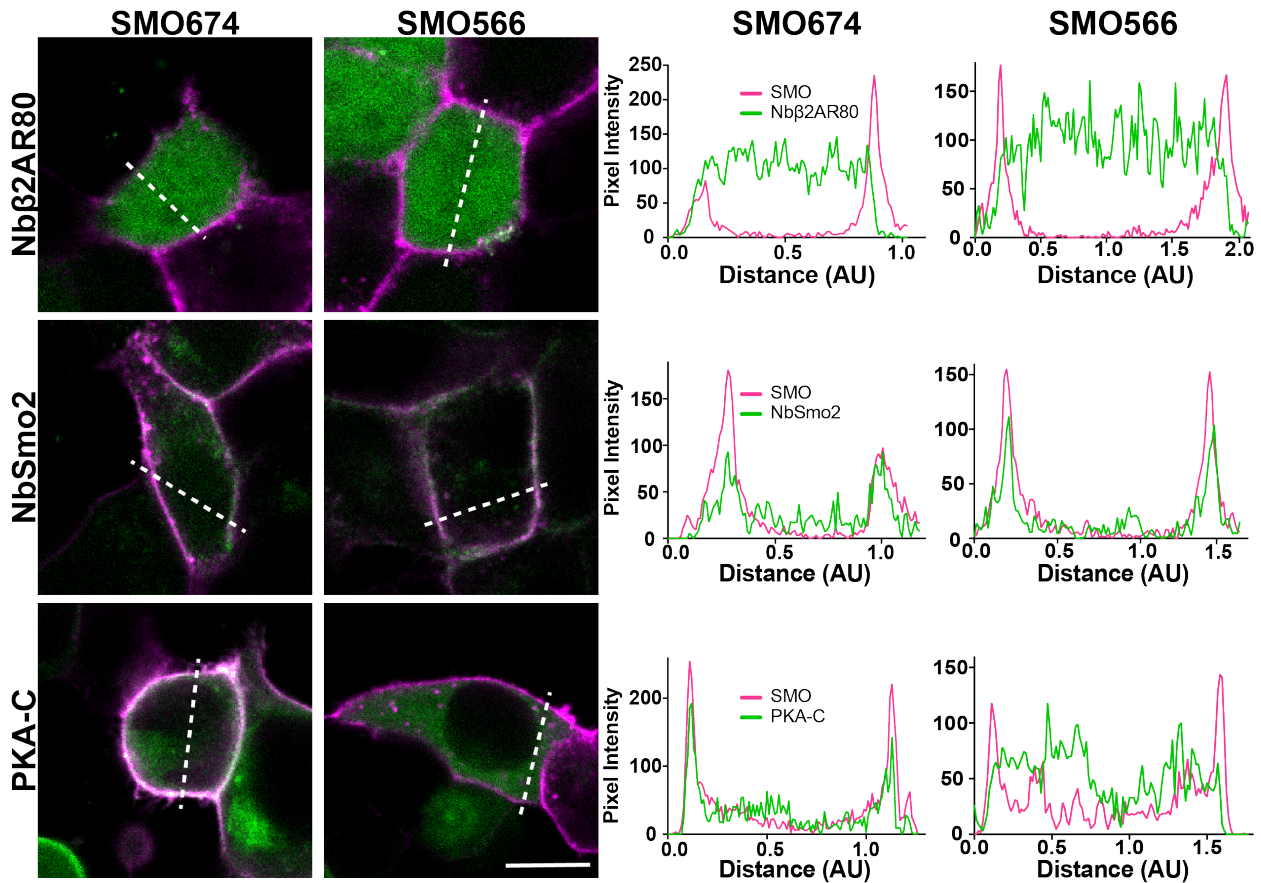 SMO674 SMO566 SMO674 SMO566
Nbβ2AR80
250
200
150
100
50
0
Pixel Intensity
SMO
Nbβ2AR80
0.0 0.5 1.0
Distance (AU)
150
100
50
0
0.0 0.5 1.0 1.5 2.0
Distance (AU)
NbSmo2
150
100
50
0
Pixel Intensity
SMO
NbSmo2
0.0 0.5 1.0
Distance (AU)
150
100
50
0
0.0 0.5 1.0 1.5
Distance (AU)
PKA-C
200
100
0
Pixel Intensity
SMO
PKA-C
0.0 0.5 1.0
Distance (AU)
150
100
50
0
0.0 0.5 1.0 1.5
Distance (AU)